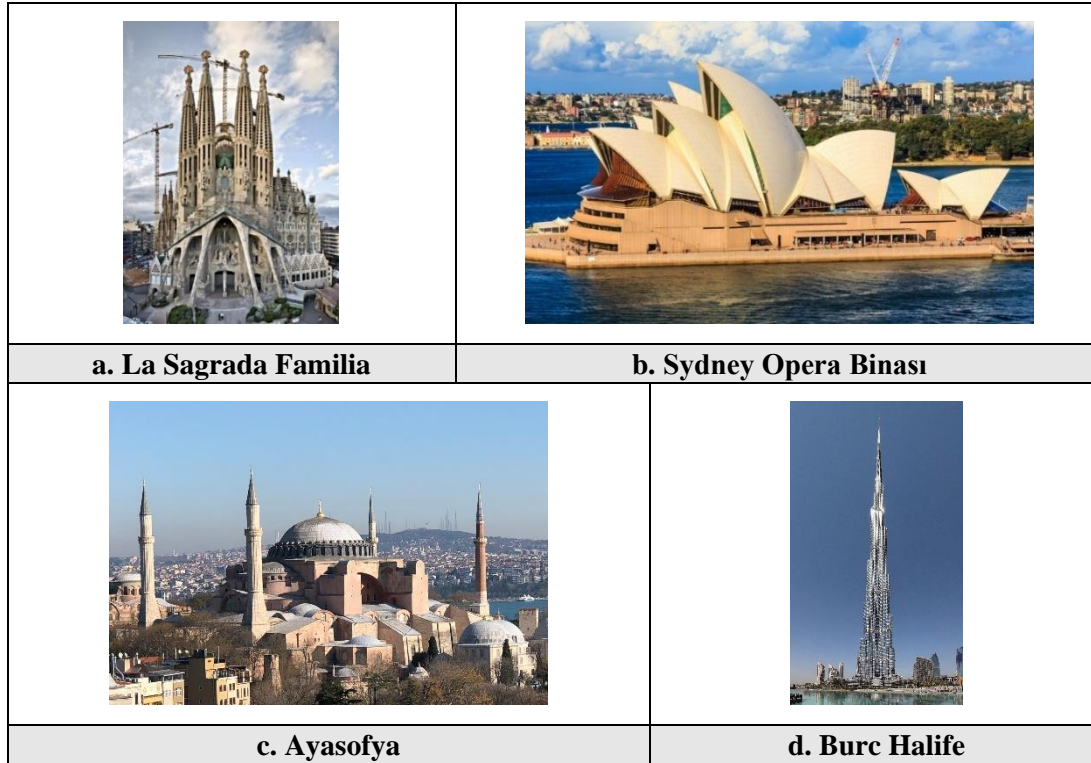 a. La Sagrada Familia
b. Sydney Opera Binası
c. Ayasofya
d. Burc Halife